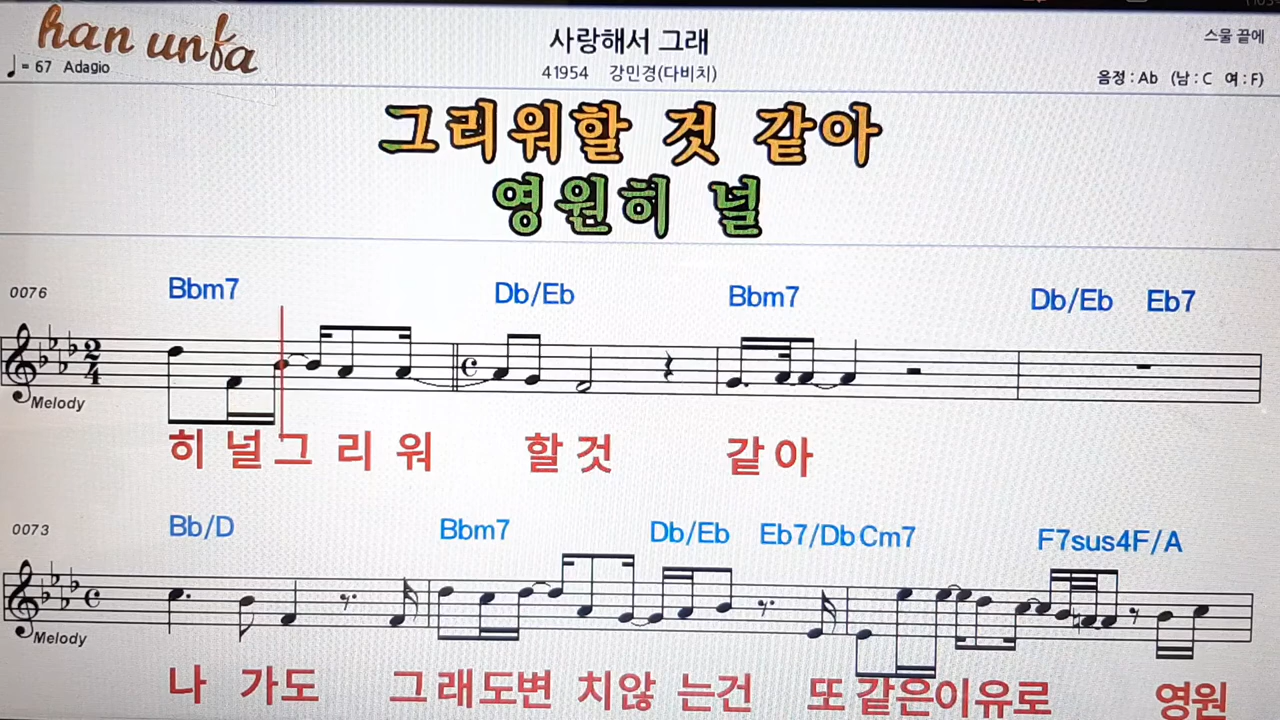 han unfa
♩= 67 Adagio
사랑해서 그래
41954 강민경(다비치)
스물 끝에
음정 : Ab (남 : C 여 : F)
그리워할 것 같아
영원히 널
0076
Bbm7 Db/Eb Bbm7 Db/Eb Eb7
2/4
Melody
히 널 그 리 워 할 것 같 아
0073
Bb/D Bbm7 Db/Eb Eb7/Db Cm7 F7sus4 F/A
Melody
나 가도 그래도변 치않 는건 또 같은이유로 영원